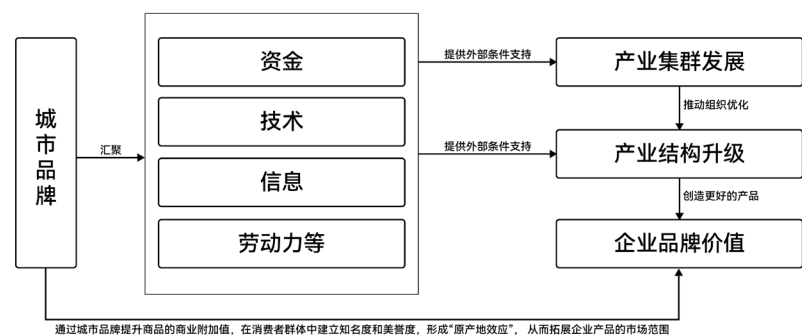 城市品牌
汇聚
资金
技术
信息
劳动力等
提供外部条件支持
提供外部条件支持
产业集群发展
推动组织优化
产业结构升级
创造更好的产品
企业品牌价值
通过城市品牌提升商品的商业附加值，在消费者群体中建立知名度和美誉度，形成“原产地效应”， 从而拓展企业产品的市场范围